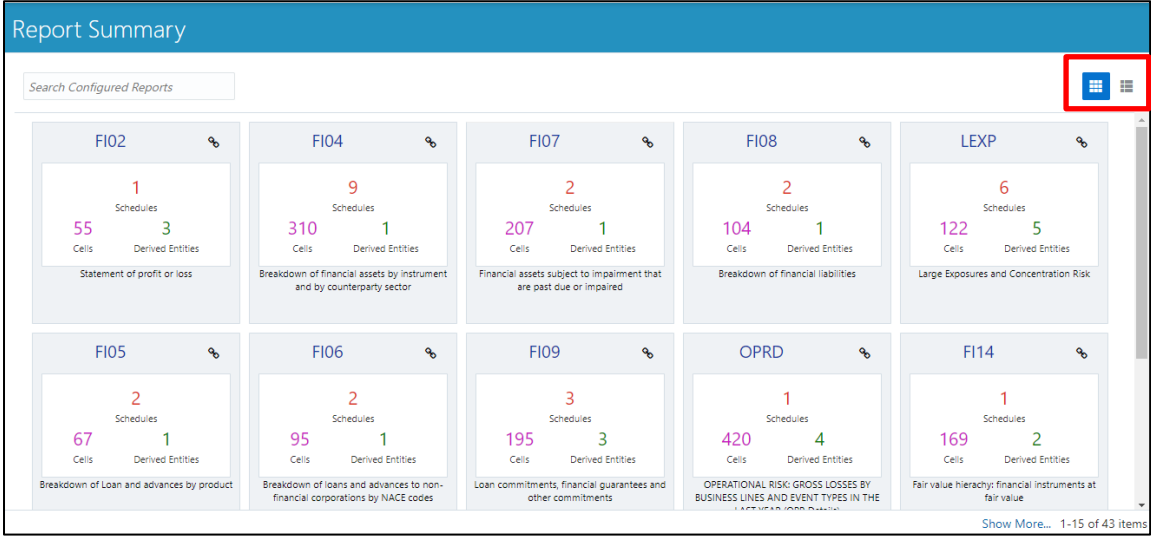 Report Summary
Search Configured Reports
FI02
1
Schedules
55
3
Cells
Derived Entities
Statement of profit or loss
FI04
9
Schedules
310
1
Cells
Derived Entities
Breakdown of financial assets by instrument
and by counterparty sector
FI07
2
Schedules
207
1
Cells
Derived Entities
Financial assets subject to impairment that
are past due or impaired
FI08
2
Schedules
104
1
Cells
Derived Entities
Breakdown of financial liabilities
LEXP
6
Schedules
122
5
Cells
Derived Entities
Large Exposures and Concentration Risk
FI05
2
Schedules
67
1
Cells
Derived Entities
Breakdown of Loan and advances by product
FI06
2
Schedules
95
1
Cells
Derived Entities
Breakdown of loans and advances to non-
financial corporations by NACE codes
FI09
3
Schedules
195
3
Cells
Derived Entities
Loan commitments, financial guarantees and
other commitments
OPRD
1
Schedules
420
4
Cells
Derived Entities
OPERATIONAL RISK: GROSS LOSSES BY
BUSINESS LINES AND EVENT TYPES IN THE
LAST YEAR (OPR Details)
FI14
1
Schedules
169
2
Cells
Derived Entities
Fair value hierachy: financial instruments at
fair value
Show More... 1-15 of 43 items